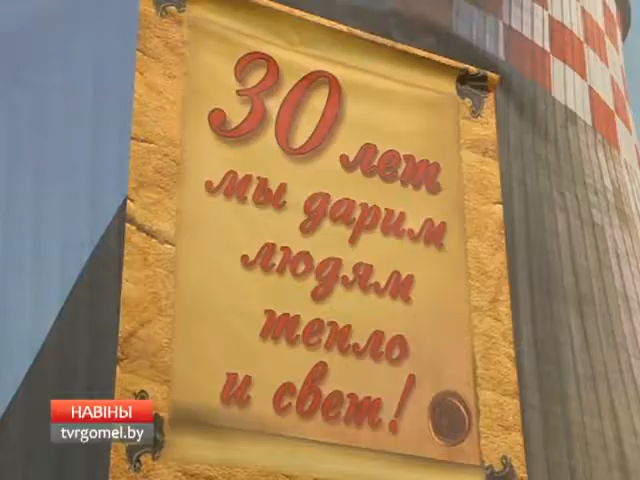 30 лет
мы дарим
людям
тепло
и свет!
НАВІНЫ
tvrgomel.by